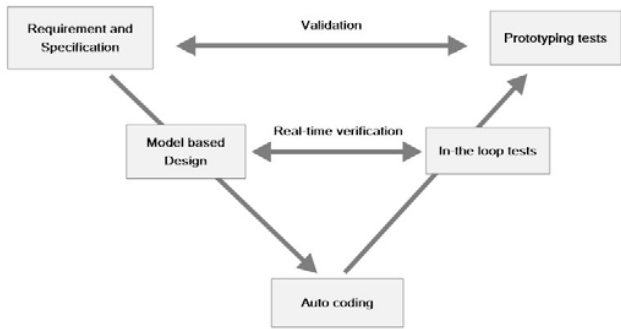 Requirement and
Specification
Validation
Prototyping tests
Model based
Design
Real-time verification
In-the loop tests
Auto coding